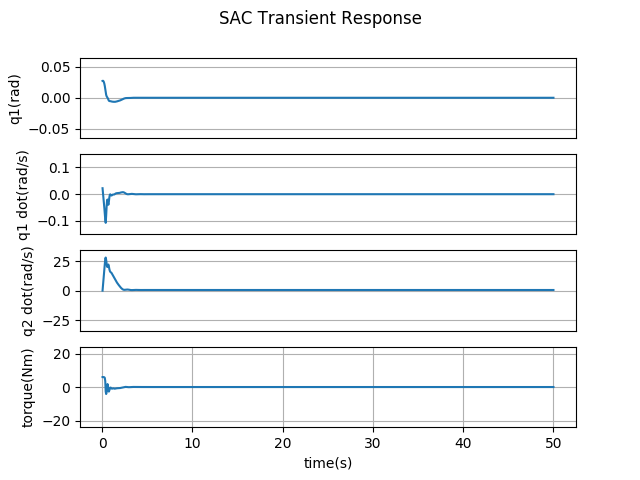 SAC Transient Response
q1(rad)
0.05
0.00
−0.05
q1 dot(rad/s)
0.1
0.0
−0.1
q2 dot(rad/s)
25
0
−25
torque(Nm)
20
0
−20
0 10 20 30 40 50
time(s)